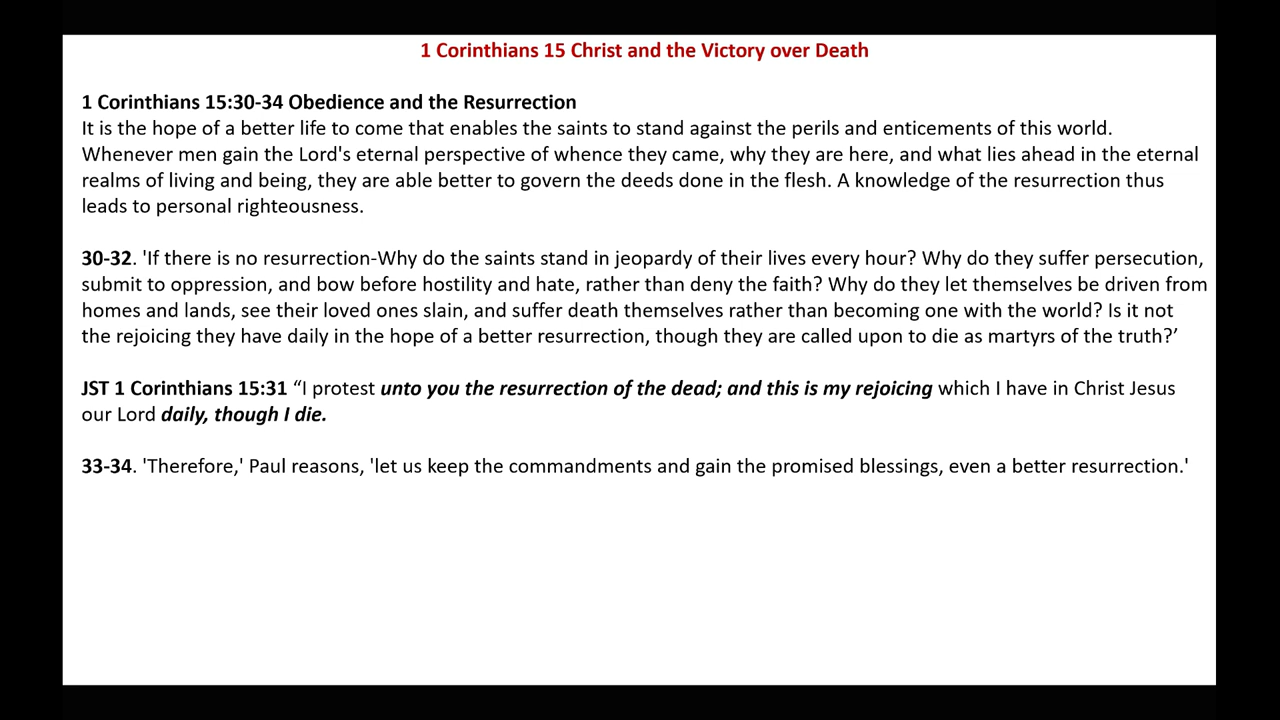 1 Corinthians 15 Christ and the Victory over Death
1 Corinthians 15:30-34 Obedience and the Resurrection
It is the hope of a better life to come that enables the saints to stand against the perils and enticements of this world.
Whenever men gain the Lord's eternal perspective of whence they came, why they are here, and what lies ahead in the eternal
realms of living and being, they are able better to govern the deeds done in the flesh. A knowledge of the resurrection thus
leads to personal righteousness.
30-32. 'If there is no resurrection-Why do the saints stand in jeopardy of their lives every hour? Why do they suffer persecution,
submit to oppression, and bow before hostility and hate, rather than deny the faith? Why do they let themselves be driven from
homes and lands, see their loved ones slain, and suffer death themselves rather than becoming one with the world? Is it not
the rejoicing they have daily in the hope of a better resurrection, though they are called upon to die as martyrs of the truth?’
JST 1 Corinthians 15:31 “I protest unto you the resurrection of the dead; and this is my rejoicing which I have in Christ Jesus
our Lord daily, though I die.
33-34. 'Therefore,' Paul reasons, 'let us keep the commandments and gain the promised blessings, even a better resurrection.'